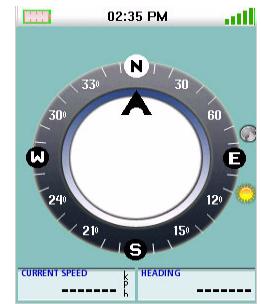 02:35 PM
N
33⁰ 30
30⁰ 60
W E
24⁰ 12⁰
21⁰ 15⁰
S
CURRENT SPEED kph HEADING
------- -------